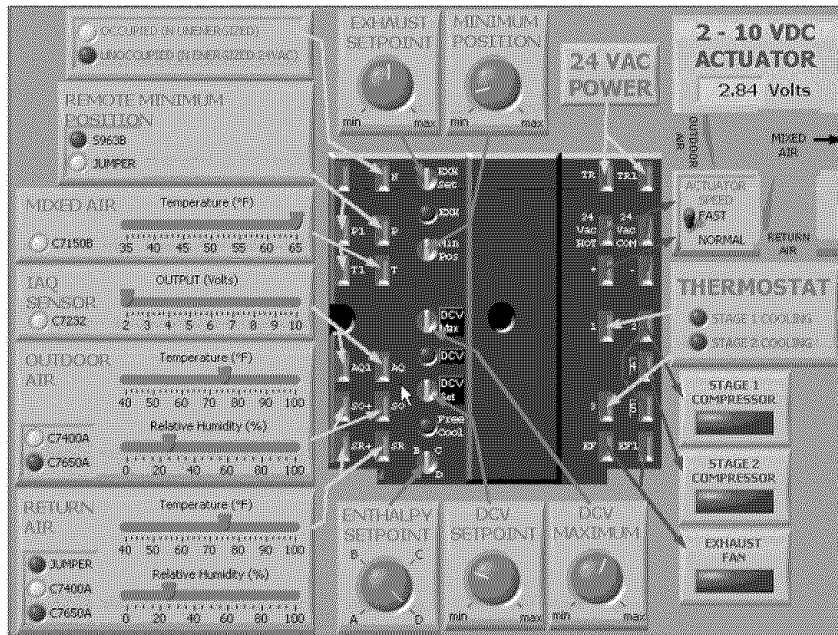 OCCUPIED (N UNENERGIZED)
UNOCCUPIED (N ENERGIZED 24VAC)
REMOTE MINIMUM
POSITION
S963B
JUMPER
MIXED AIR
Temperature (°F)
C7150B
35 40 45 50 55 60 65
IAQ
SENSOR
OUTPUT (Volts)
C7232
2 3 4 5 6 7 8 9 10
OUTDOOR
AIR
Temperature (°F)
40 50 60 70 80 90 100
Relative Humidity (%)
C7400A
C7650A
0 20 40 60 80 100
RETURN
AIR
Temperature (°F)
40 50 60 70 80 90 100
JUMPER
C7400A
C7650A
Relative Humidity (%)
0 20 40 60 80 100
EXHAUST
SETPOINT
min max
MINIMUM
POSITION
min max
24 VAC
POWER
2 - 10 VDC
ACTUATOR
2.84 Volts
OUTDOOR
AIR
MIXED
AIR
ACTUATOR
SPEED
FAST
NORMAL
RETURN
AIR
THERMOSTAT
STAGE 1 COOLING
STAGE 2 COOLING
STAGE 1
COMPRESSOR
STAGE 2
COMPRESSOR
EXHAUST
FAN
N
EXH
Set
P1 P
EXH
Min
Pos
T1 T
DCV
Max
AQ1 AQ
DCV
DCV
Set
SO+ SO
Free
Cool
SR+ SR
B C
D
TR TR1
24
Vac
HOT
24
Vac
COM
+ -
1 2
3
EF EF1
ENTHALPY
SETPOINT
B C
A D
DCV
SETPOINT
min max
DCV
MAXIMUM
min max